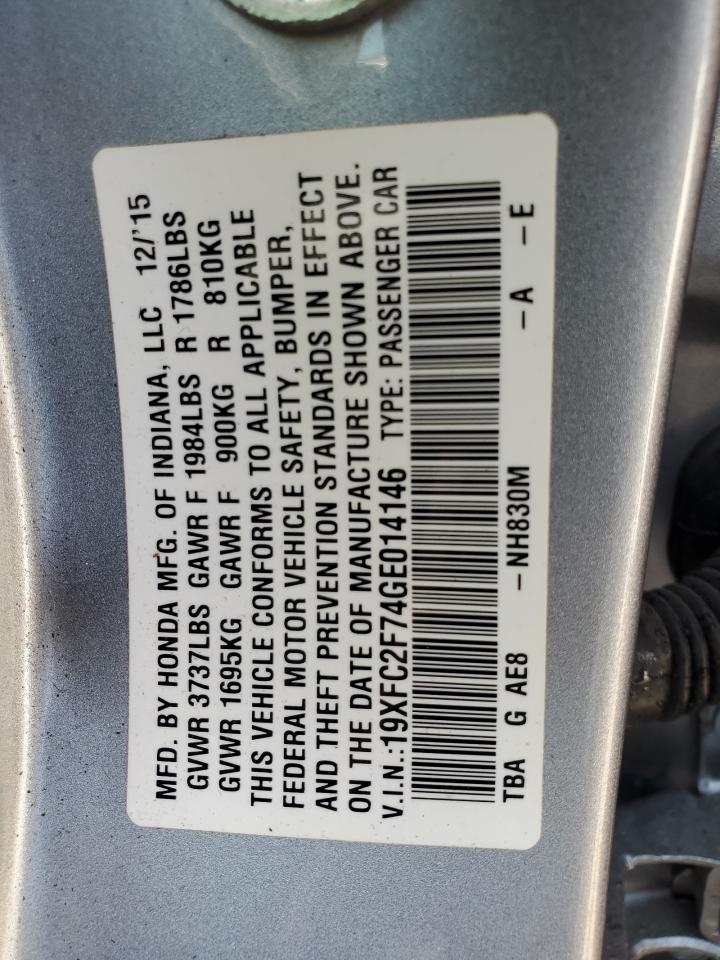 MFD. BY HONDA MFG. OF INDIANA, LLC 12/'15
GVWR 3737LBS GAWR F 1984LBS R 1786LBS
GVWR 1695KG GAWR F 900KG R 810KG
THIS VEHICLE CONFORMS TO ALL APPLICABLE
FEDERAL MOTOR VEHICLE SAFETY, BUMPER,
AND THEFT PREVENTION STANDARDS IN EFFECT
ON THE DATE OF MANUFACTURE SHOWN ABOVE.
V.I.N.:19XFC2F74GE014146 TYPE: PASSENGER CAR
TBA G AE8 -NH830M -A -E